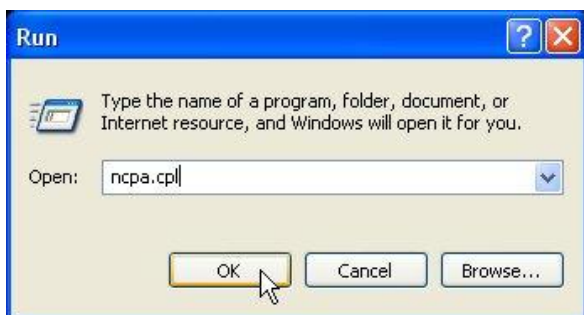 Run
Type the name of a program, folder, document, or
Internet resource, and Windows will open it for you.
Open: ncpa.cpl
OK Cancel Browse...